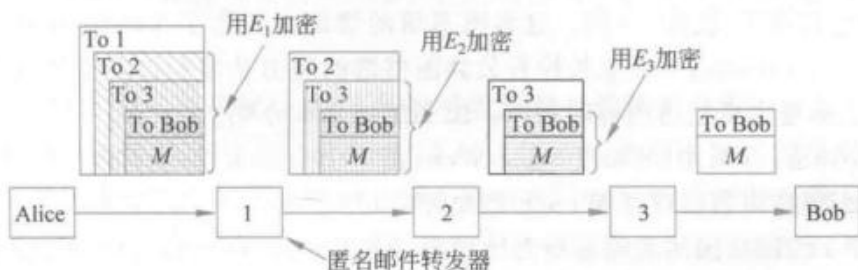 To 1
To 2
To 3
To Bob
M
用E₁加密
To 2
To 3
To Bob
M
用E₂加密
To 3
To Bob
M
用E₃加密
To Bob
M
Alice
1
2
3
Bob
匿名邮件转发器